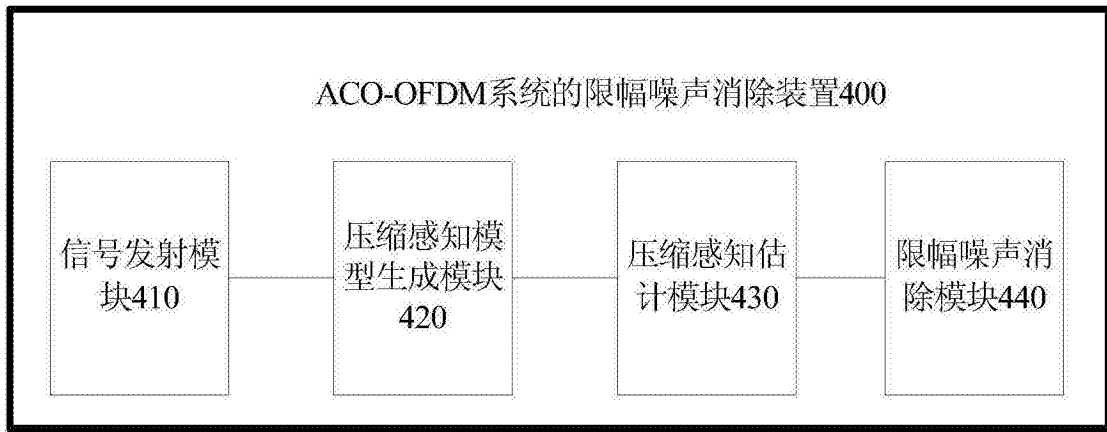 ACO-OFDM系统的限幅噪声消除装置400
信号发射模
块410
压缩感知模
型生成模块
420
压缩感知估
计模块430
限幅噪声消
除模块440